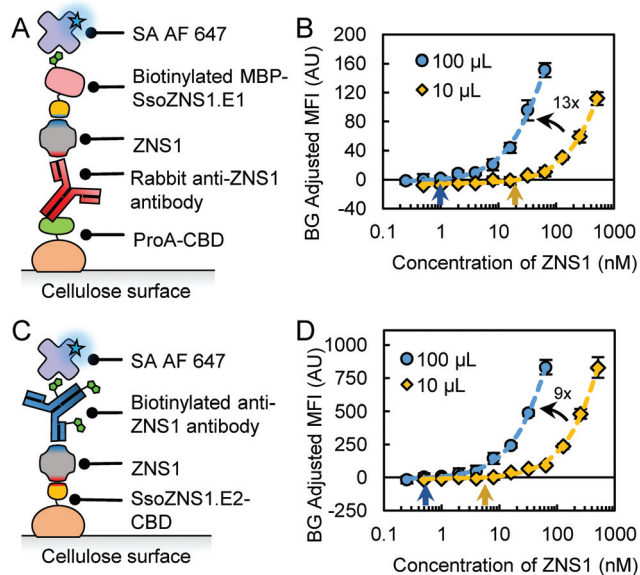 A
SA AF 647
Biotinylated MBP-
SsoZNS1.E1
ZNS1
Rabbit anti-ZNS1
antibody
ProA-CBD
Cellulose surface
B
BG Adjusted MFI (AU)
200
160
120
80
40
0
-40
100 µL
10 µL
13x
0.1
1
10
100
1000
Concentration of ZNS1 (nM)
C
SA AF 647
Biotinylated anti-
ZNS1 antibody
ZNS1
SsoZNS1.E2-
CBD
Cellulose surface
D
BG Adjusted MFI (AU)
1000
750
500
250
0
-250
100 µL
10 µL
9x
0.1
1
10
100
1000
Concentration of ZNS1 (nM)